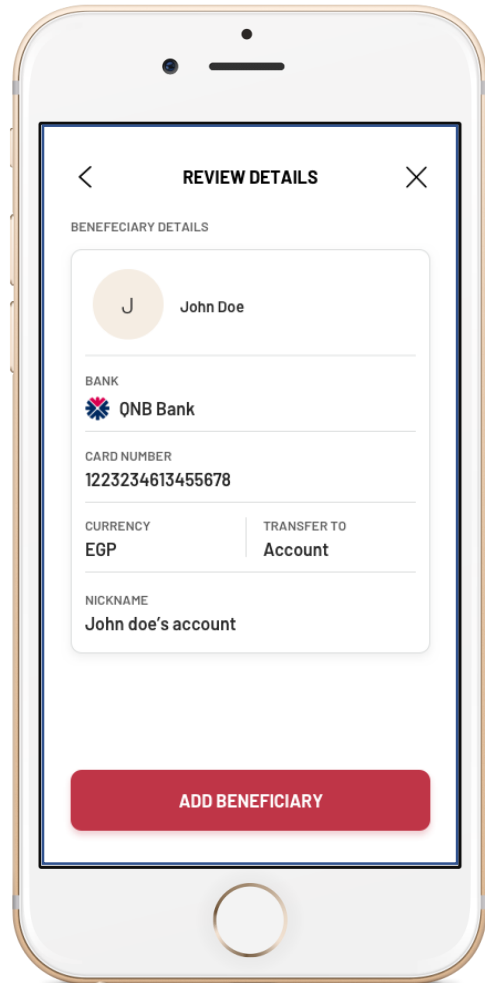 REVIEW DETAILS
BENEFECIARY DETAILS
J
John Doe
BANK
QNB Bank
CARD NUMBER
1223234613455678
CURRENCY
TRANSFER TO
EGP
Account
NICKNAME
John doe’s account
ADD BENEFICIARY